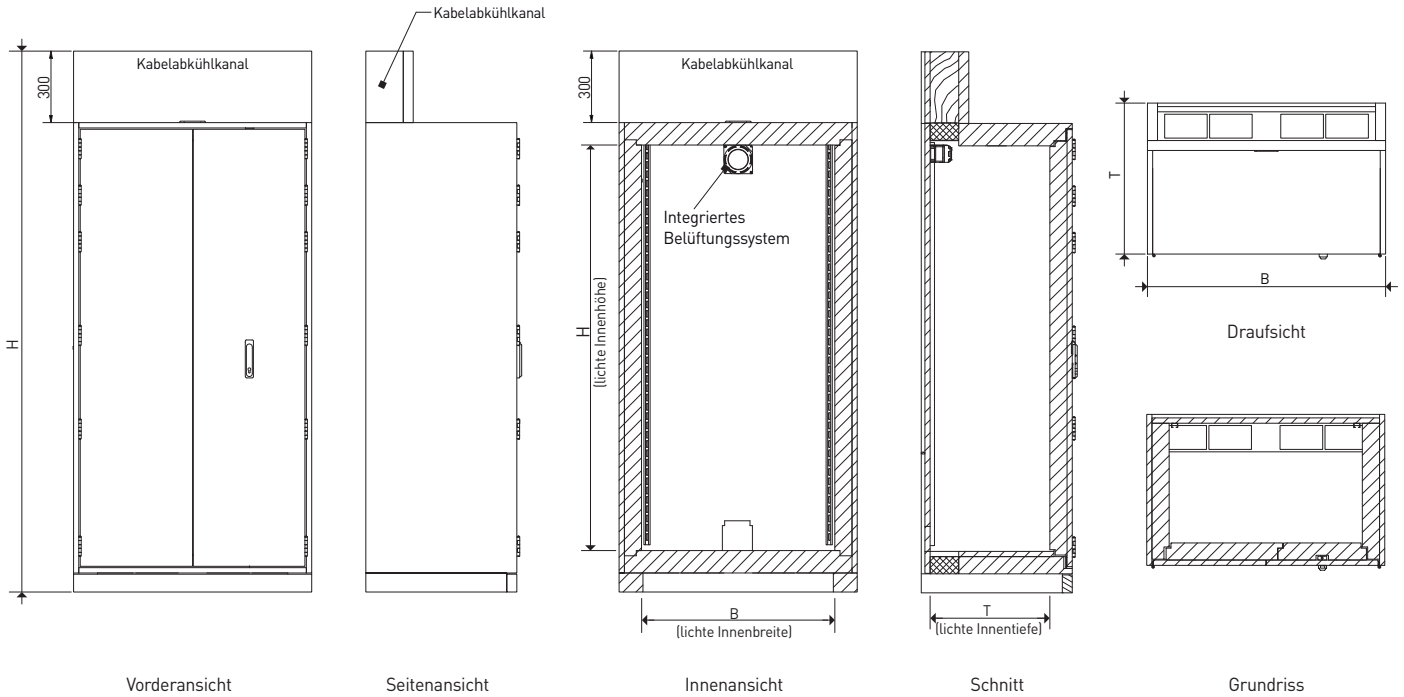 Kabelabkühlkanal
Kabelabkühlkanal
300
H
Kabelabkühlkanal
300
Integriertes
Belüftungssystem
H
(lichte Innenhöhe)
B
(lichte Innenbreite)
T
(lichte Innentiefe)
T
B
Draufsicht
Vorderansicht
Seitenansicht
Innenansicht
Schnitt
Grundriss